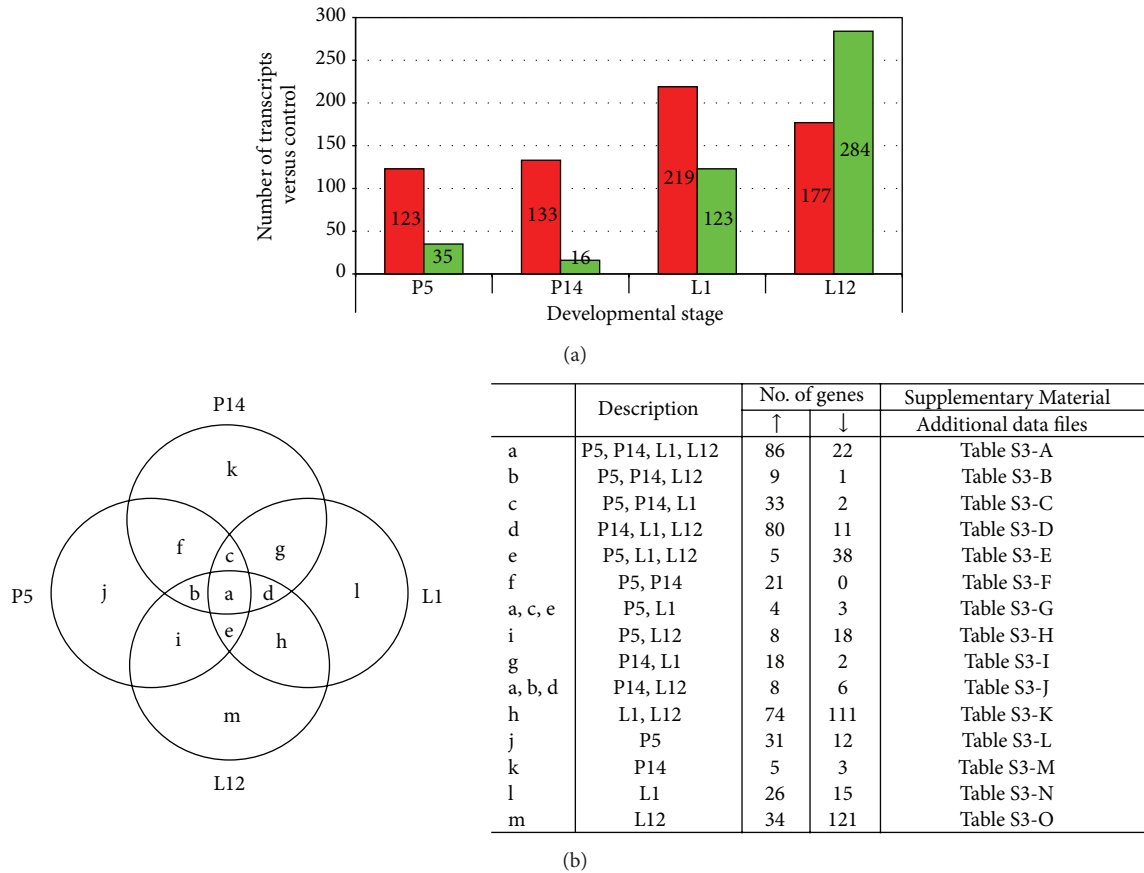 300
250
200
150
100
50
0
Number of transcripts
versus control
123
35
133
16
219
123
177
284
P5 P14 L1 L12
Developmental stage
(a)
P14
k
f c g
P5 j b a d l L1
i e h
m
L12
Description No. of genes Supplementary Material
↑ ↓ Additional data files
a P5, P14, L1, L12 86 22 Table S3-A
b P5, P14, L12 9 1 Table S3-B
c P5, P14, L1 33 2 Table S3-C
d P14, L1, L12 80 11 Table S3-D
e P5, L1, L12 5 38 Table S3-E
f P5, P14 21 0 Table S3-F
a, c, e P5, L1 4 3 Table S3-G
i P5, L12 8 18 Table S3-H
g P14, L1 18 2 Table S3-I
a, b, d P14, L12 8 6 Table S3-J
h L1, L12 74 111 Table S3-K
j P5 31 12 Table S3-L
k P14 5 3 Table S3-M
l L1 26 15 Table S3-N
m L12 34 121 Table S3-O
(b)